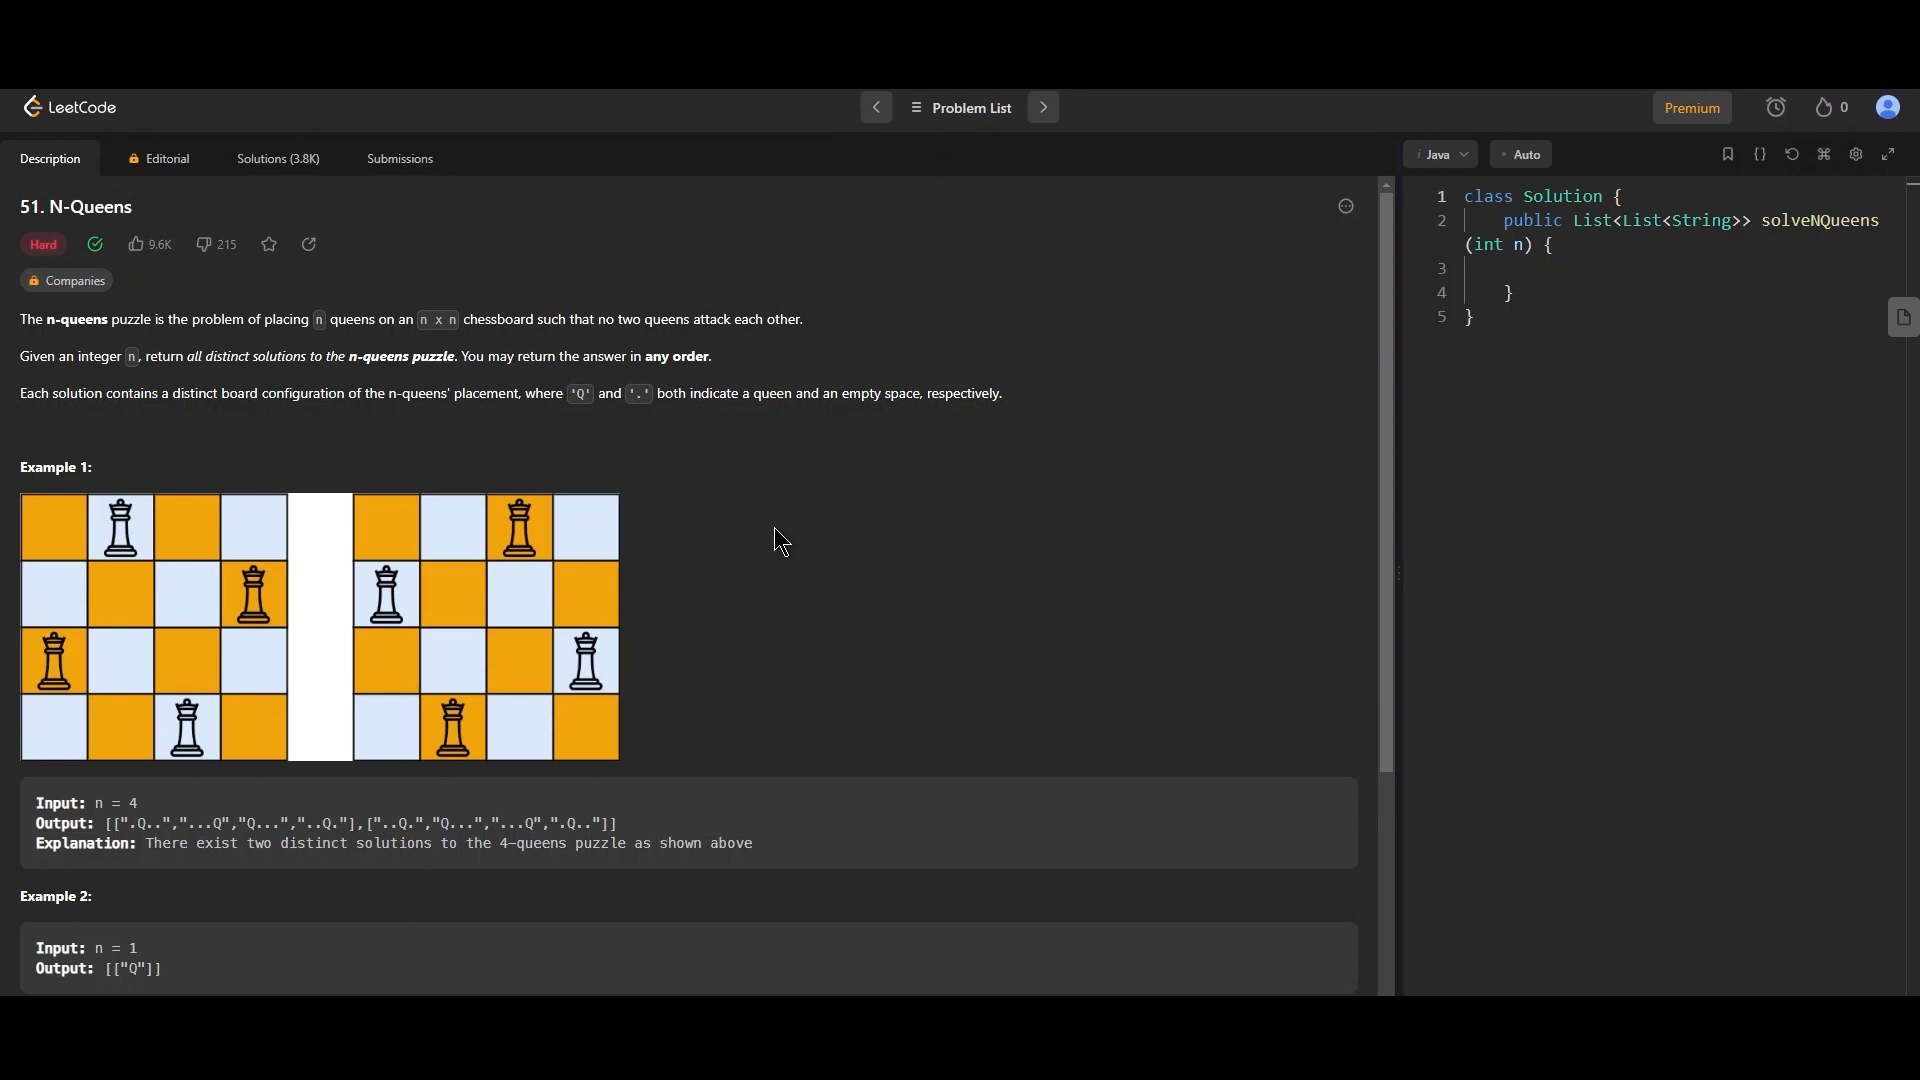 LeetCode
Problem List
Premium
0
Description
Editorial
Solutions (3.8K)
Submissions
i Java
Auto
51. N-Queens
Hard
9.6K
215
Companies
The n-queens puzzle is the problem of placing n queens on an n x n chessboard such that no two queens attack each other.
Given an integer n, return all distinct solutions to the n-queens puzzle. You may return the answer in any order.
Each solution contains a distinct board configuration of the n-queens' placement, where 'Q' and '.' both indicate a queen and an empty space, respectively.
Example 1:
Input: n = 4
Output: [[".Q..","...Q","Q...","..Q."],["..Q.","Q...","...Q",".Q.."]]
Explanation: There exist two distinct solutions to the 4-queens puzzle as shown above
Example 2:
Input: n = 1
Output: [["Q"]]
1 class Solution {
2 public List<List<String>> solveNQueens
(int n) {
3
4 }
5 }